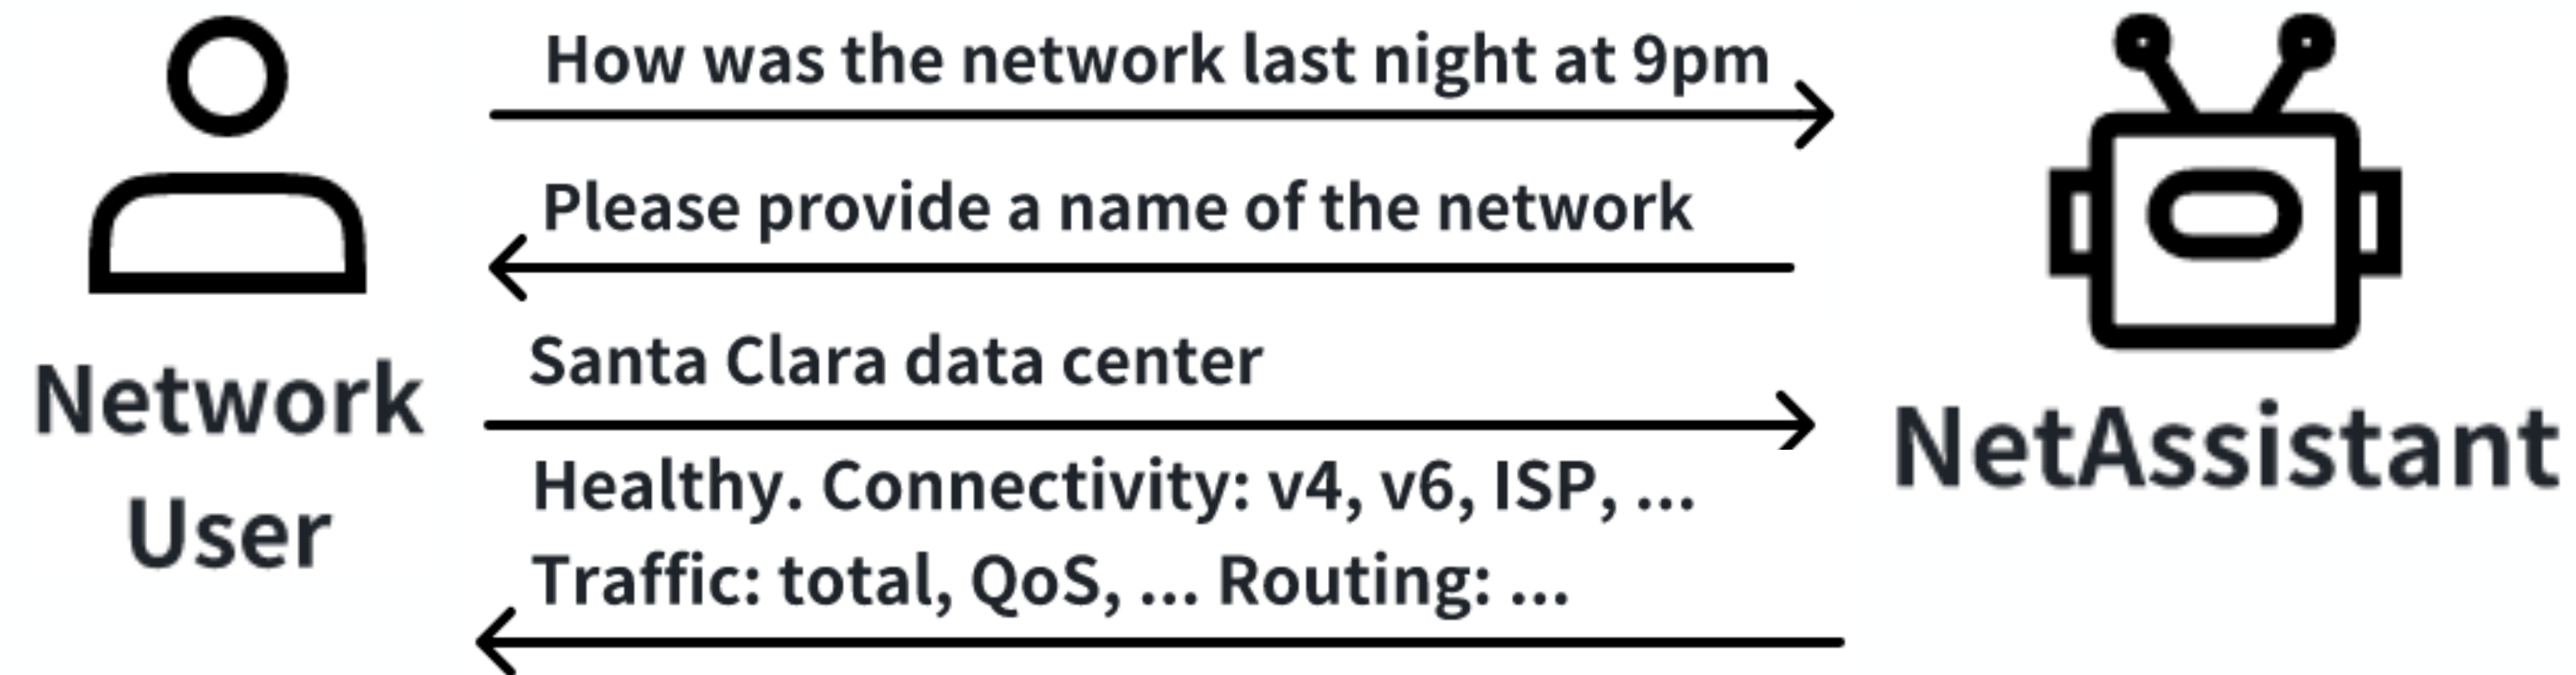 How was the network last night at 9pm
Please provide a name of the network
Santa Clara data center
Healthy. Connectivity: v4, v6, ISP, ...
Traffic: total, QoS, ... Routing: ...
Network
User
NetAssistant